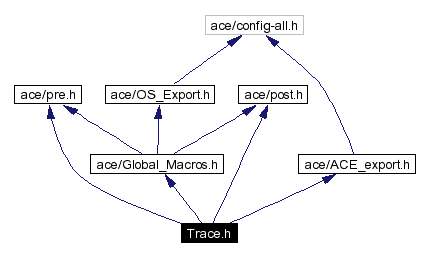 ace/config-all.h
ace/pre.h
ace/OS_Export.h
ace/post.h
ace/Global_Macros.h
ace/ACE_export.h
Trace.h